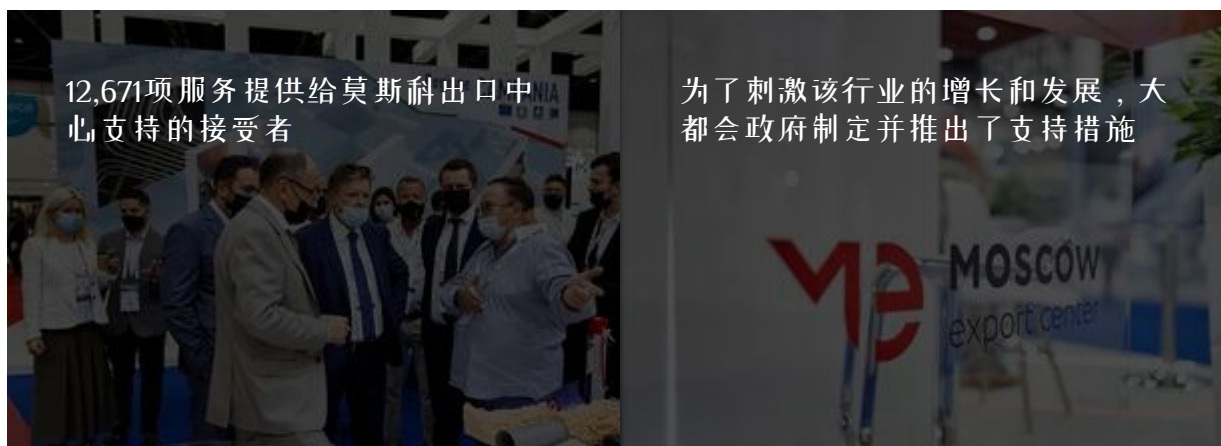 12,671项服务提供给莫斯科出口中
心支持的接受者
ANIA
为了刺激该行业的增长和发展，大
都会政府制定并推出了支持措施
MOSCOW
export center